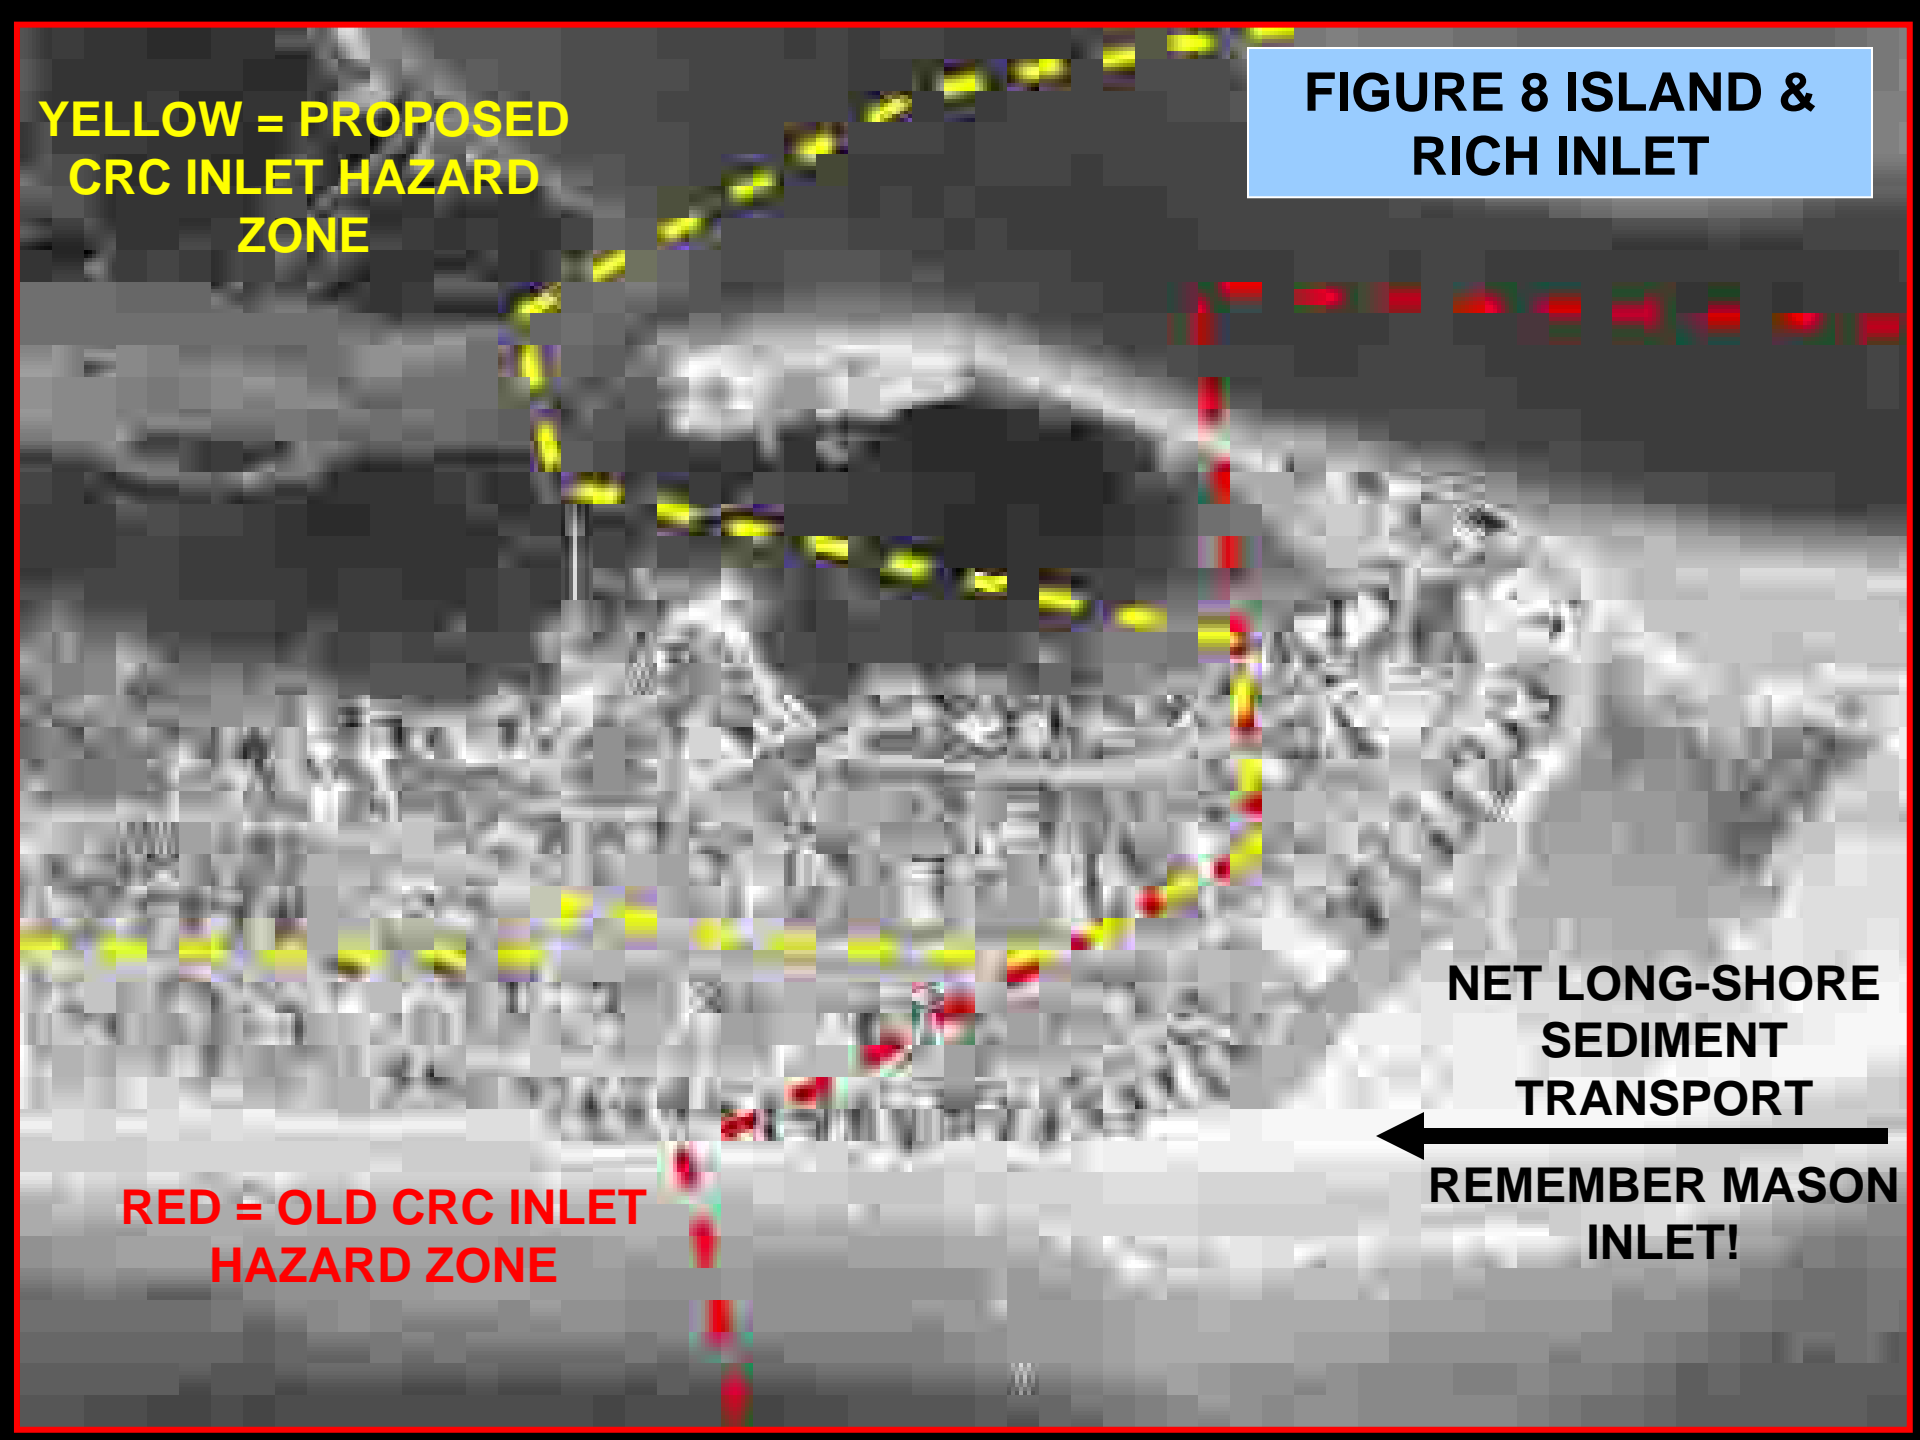 FIGURE 8 ISLAND &
RICH INLET
YELLOW = PROPOSED
CRC INLET HAZARD
ZONE
NET LONG-SHORE
SEDIMENT
TRANSPORT
REMEMBER MASON
INLET!
RED = OLD CRC INLET
HAZARD ZONE